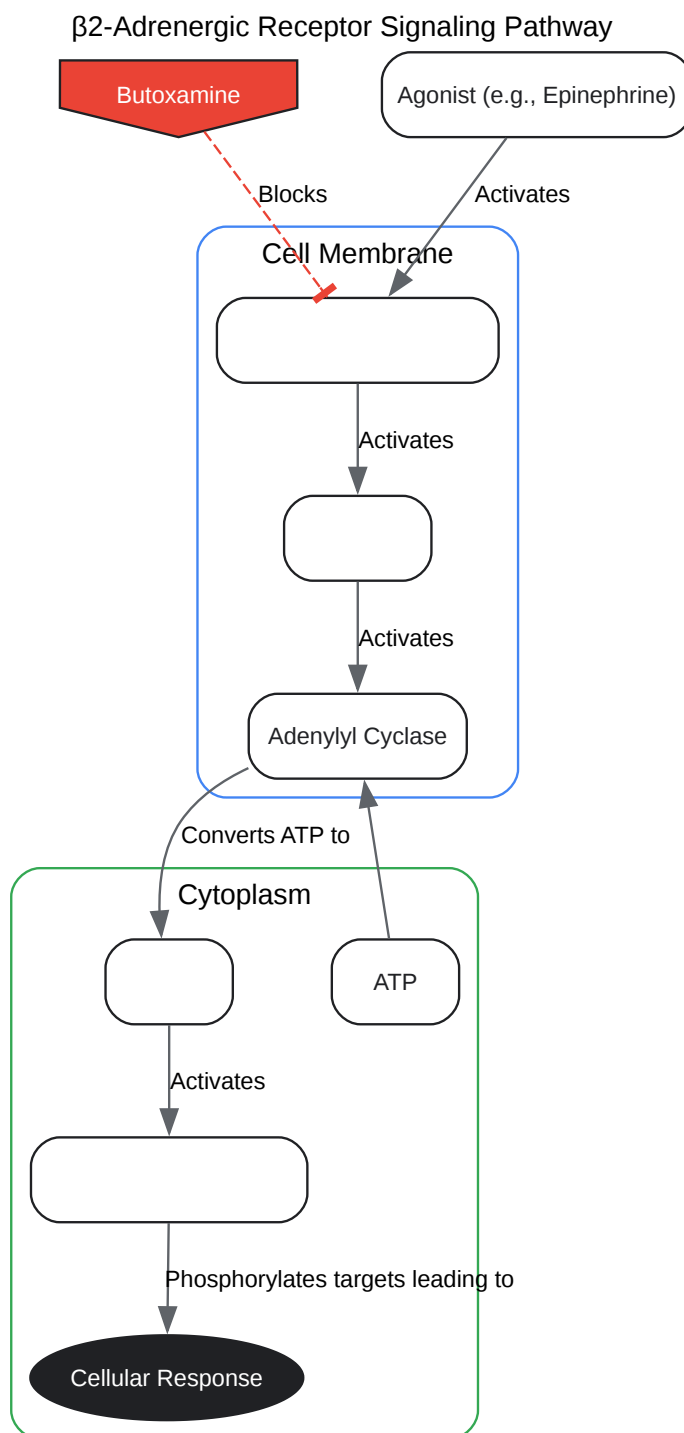 β2-Adrenergic Receptor Signaling Pathway
Butoxamine
Agonist (e.g., Epinephrine)
Blocks
Activates
Cell Membrane
Activates
Activates
Adenylyl Cyclase
Converts ATP to
Cytoplasm
ATP
Activates
Phosphorylates targets leading to
Cellular Response